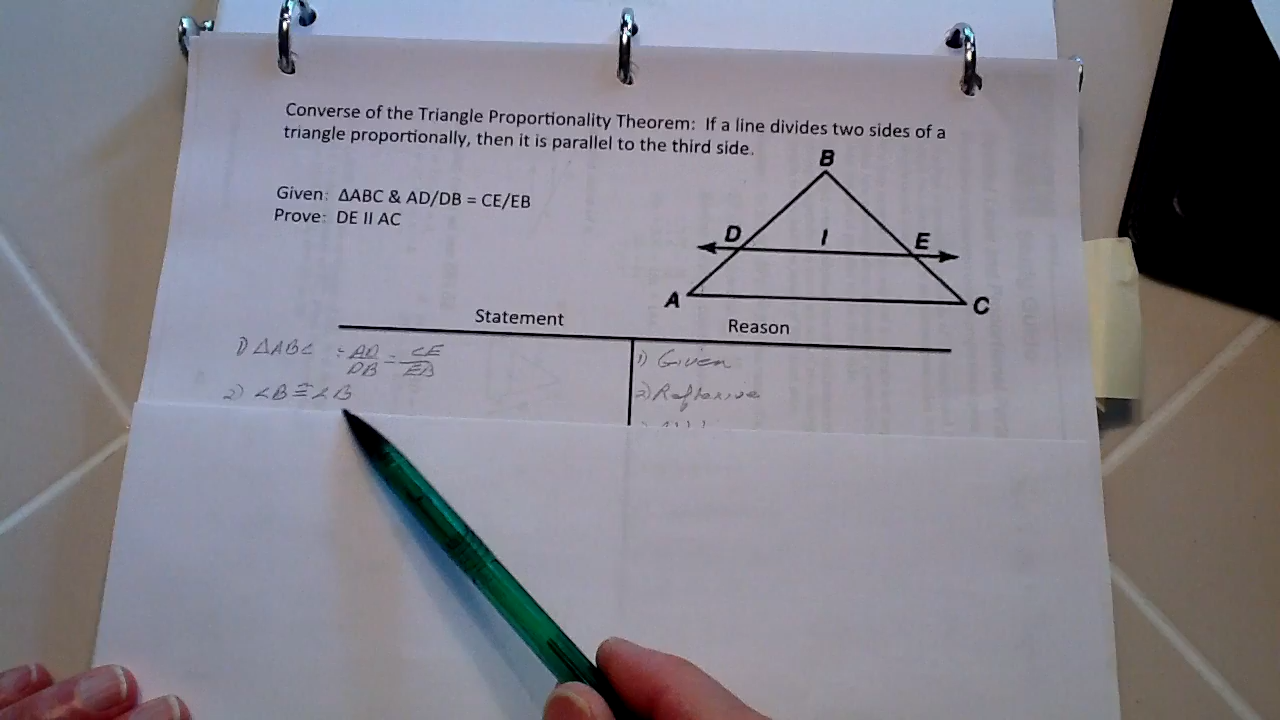 Converse of the Triangle Proportionality Theorem: If a line divides two sides of a
triangle proportionally, then it is parallel to the third side.
B
Given: ΔABC & AD/DB = CE/EB
Prove: DE II AC
D l E
A C
Statement Reason
1) △ABC : AD/DB = CE/EB 1) Given
2) ∠B ≅ ∠B 2) Reflexive